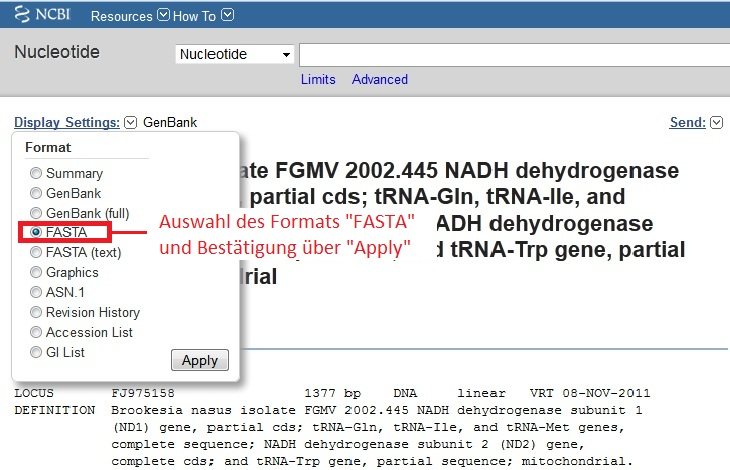 NCBI Resources How To
Nucleotide Nucleotide
Limits Advanced
Display Settings: GenBank Send:
Format
Summary
GenBank
GenBank (full)
FASTA
FASTA (text)
Graphics
ASN.1
Revision History
Accession List
GI List
Apply
Auswahl des Formats "FASTA"
und Bestätigung über "Apply"
FGMV 2002.445 NADH dehydrogenase
, partial cds; tRNA-Gln, tRNA-Ile, and
ADH dehydrogenase
d tRNA-Trp gene, partial
drial
LOCUS FJ975158 1377 bp DNA linear VRT 08-NOV-2011
DEFINITION Brookesia nasus isolate FGMV 2002.445 NADH dehydrogenase subunit 1
(ND1) gene, partial cds; tRNA-Gln, tRNA-Ile, and tRNA-Met genes,
complete sequence; NADH dehydrogenase subunit 2 (ND2) gene,
complete cds; and tRNA-Trp gene, partial sequence; mitochondrial.